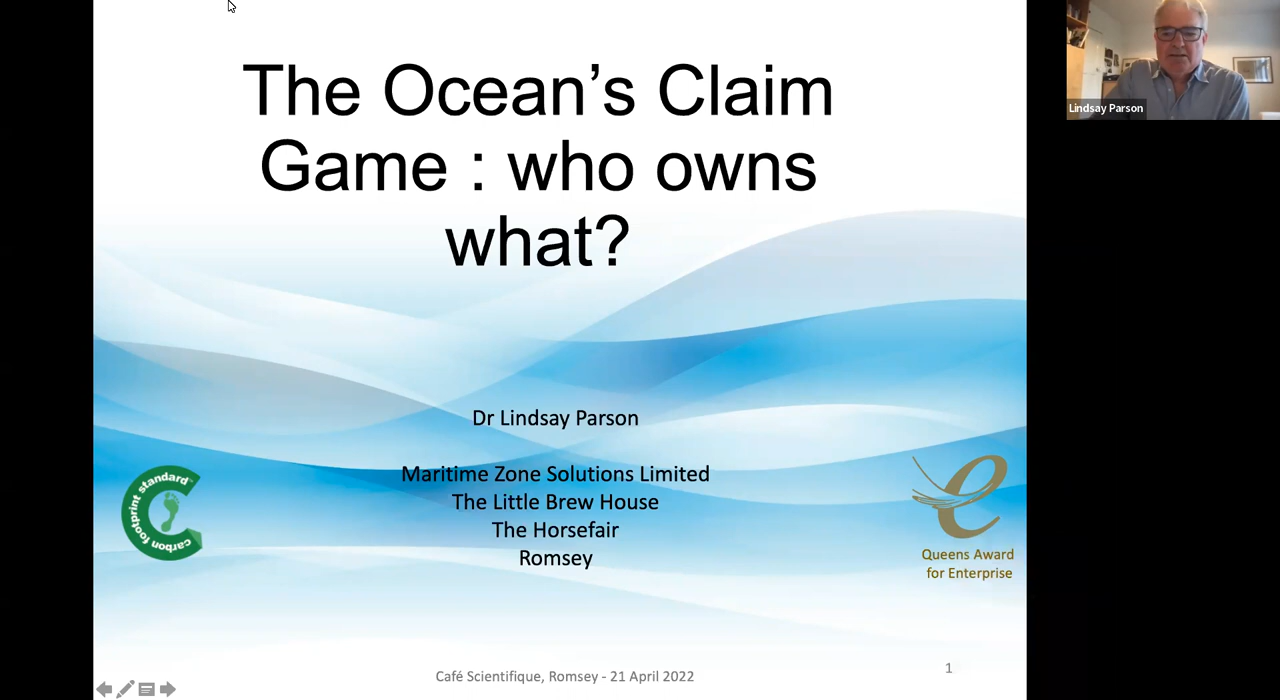 The Ocean’s Claim
Game : who owns
what?
Lindsay Parson
Dr Lindsay Parson
Maritime Zone Solutions Limited
The Little Brew House
The Horsefair
Romsey
carbon footprint standard
Queens Award
for Enterprise
Café Scientifique, Romsey - 21 April 2022
1